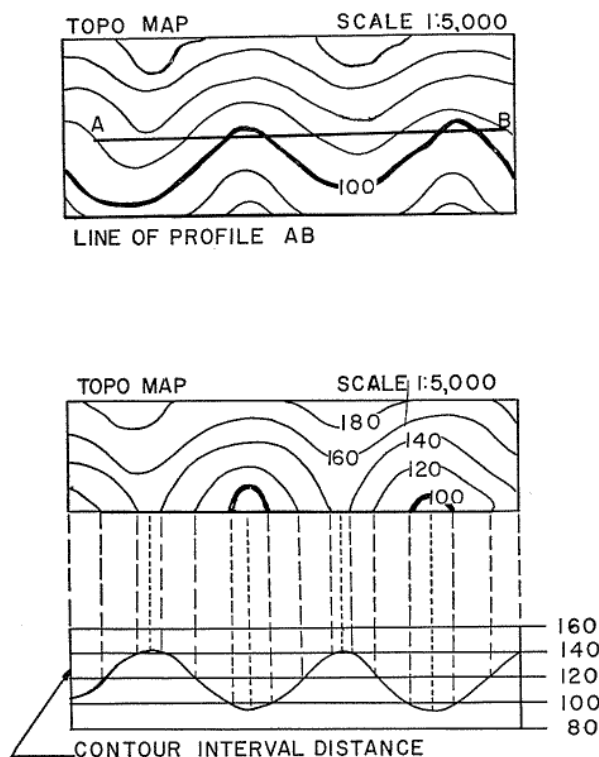 TOPO MAP SCALE 1:5,000
A B
100
LINE OF PROFILE AB
TOPO MAP SCALE 1:5,000
180
160 140
120
100
160
140
120
100
80
CONTOUR INTERVAL DISTANCE